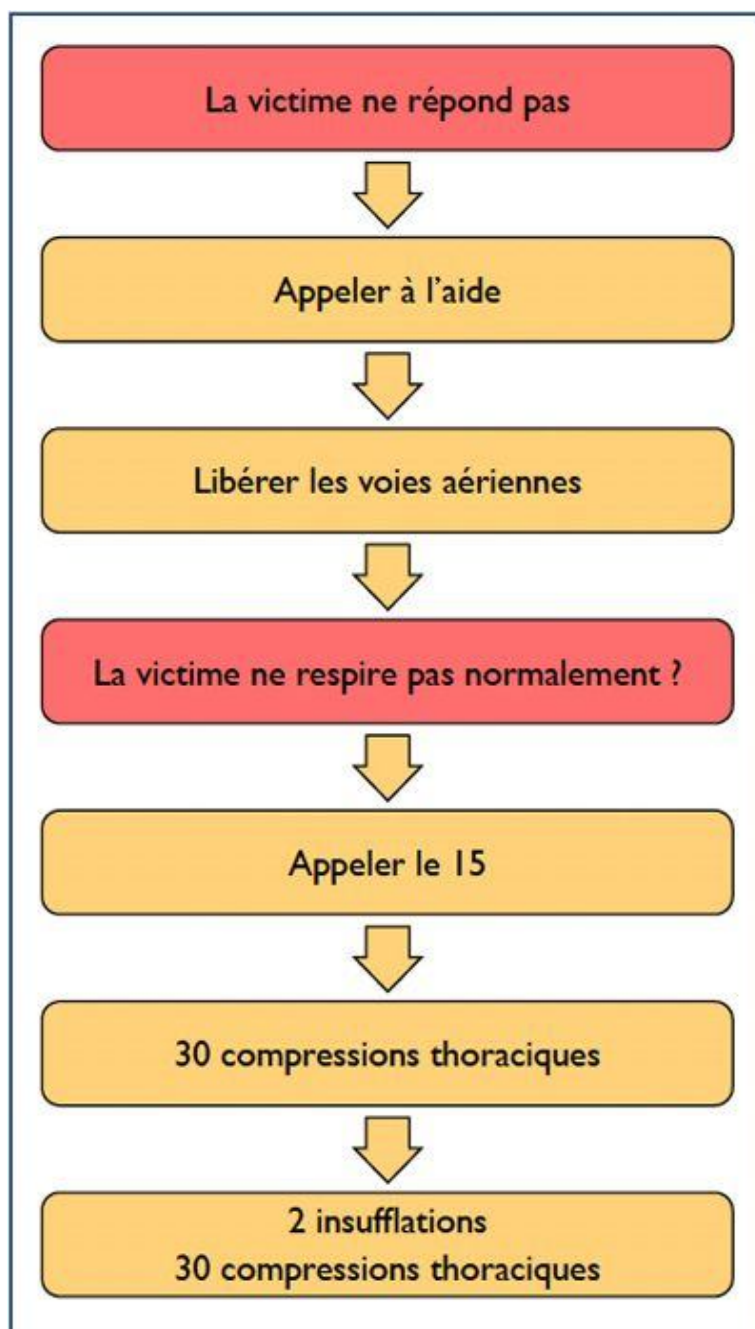 La victime ne répond pas
Appeler à l'aide
Libérer les voies aériennes
La victime ne respire pas normalement ?
Appeler le 15
30 compressions thoraciques
2 insufflations
30 compressions thoraciques